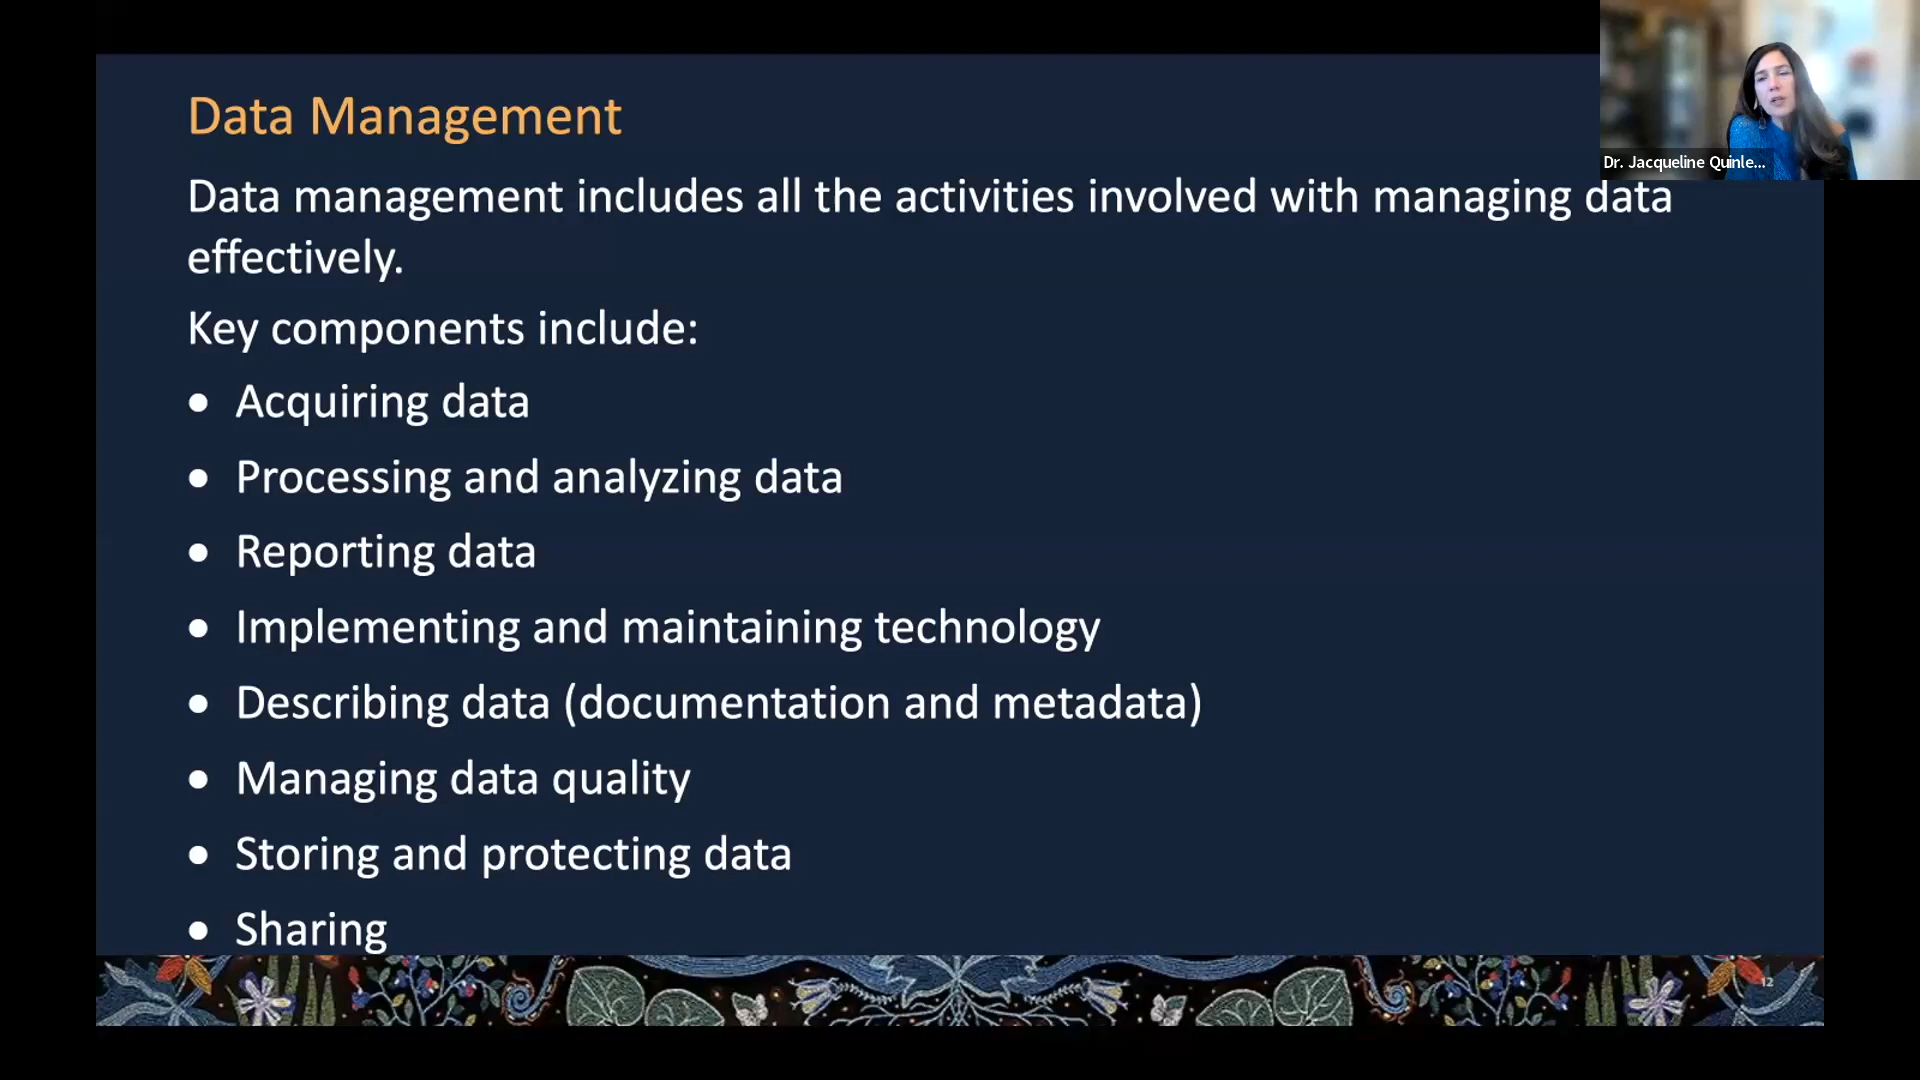 Data Management
Dr. Jacqueline Quinle...
Data management includes all the activities involved with managing data
effectively.
Key components include:
• Acquiring data
• Processing and analyzing data
• Reporting data
• Implementing and maintaining technology
• Describing data (documentation and metadata)
• Managing data quality
• Storing and protecting data
• Sharing
12